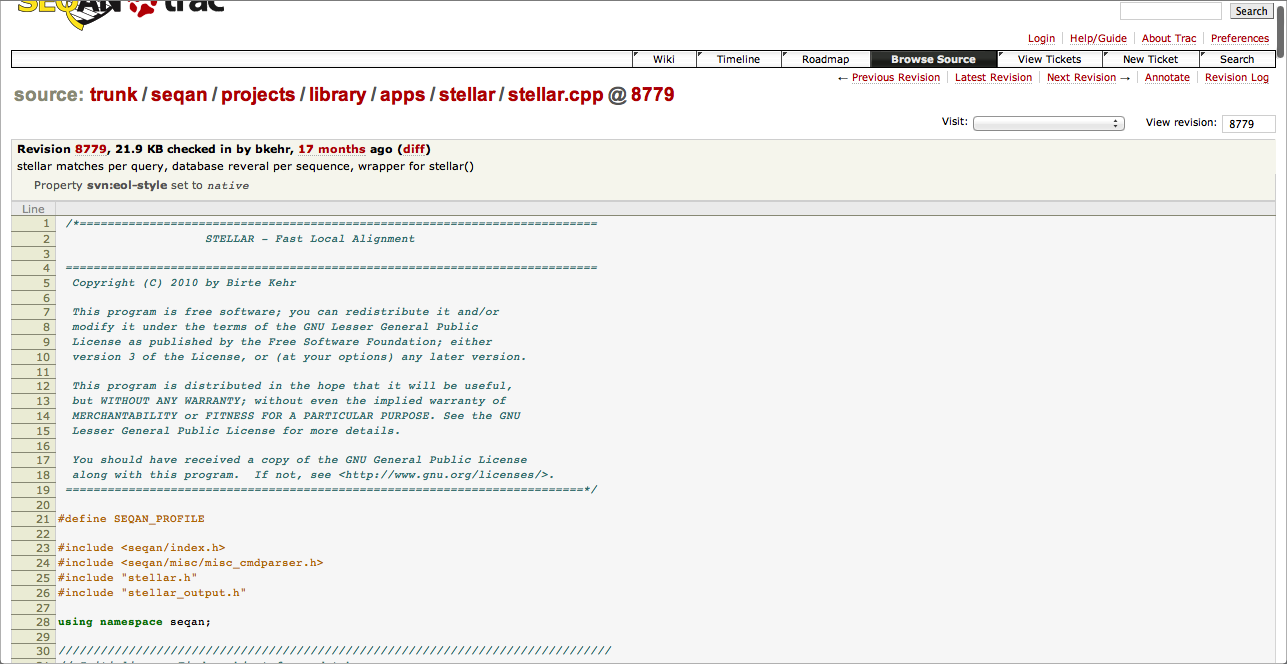 SEQAN trac
Search
Login Help/Guide About Trac Preferences
Wiki Timeline Roadmap Browse Source View Tickets New Ticket Search
← Previous Revision Latest Revision Next Revision → Annotate Revision Log
source: trunk / seqan / projects / library / apps / stellar / stellar.cpp @ 8779
Visit: View revision: 8779
Revision 8779, 21.9 KB checked in by bkehr, 17 months ago (diff)
stellar matches per query, database reveral per sequence, wrapper for stellar()
Property svn:eol-style set to native
Line
1 /*==========================================================================
2 STELLAR - Fast Local Alignment
3
4 ============================================================================
5 Copyright (C) 2010 by Birte Kehr
6
7 This program is free software; you can redistribute it and/or
8 modify it under the terms of the GNU Lesser General Public
9 License as published by the Free Software Foundation; either
10 version 3 of the License, or (at your options) any later version.
11
12 This program is distributed in the hope that it will be useful,
13 but WITHOUT ANY WARRANTY; without even the implied warranty of
14 MERCHANTABILITY or FITNESS FOR A PARTICULAR PURPOSE. See the GNU
15 Lesser General Public License for more details.
16
17 You should have received a copy of the GNU General Public License
18 along with this program.  If not, see <http://www.gnu.org/licenses/>.
19 ==========================================================================*/
20
21 #define SEQAN_PROFILE
22
23 #include <seqan/index.h>
24 #include <seqan/misc/misc_cmdparser.h>
25 #include "stellar.h"
26 #include "stellar_output.h"
27
28 using namespace seqan;
29
30 ///////////////////////////////////////////////////////////////////////////////